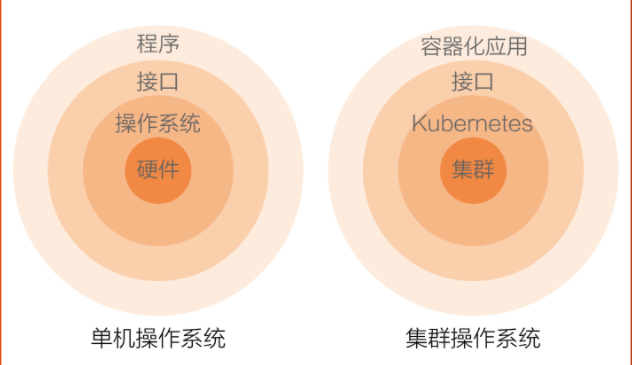 程序
接口
操作系统
硬件
单机操作系统
容器化应用
接口
Kubernetes
集群
集群操作系统